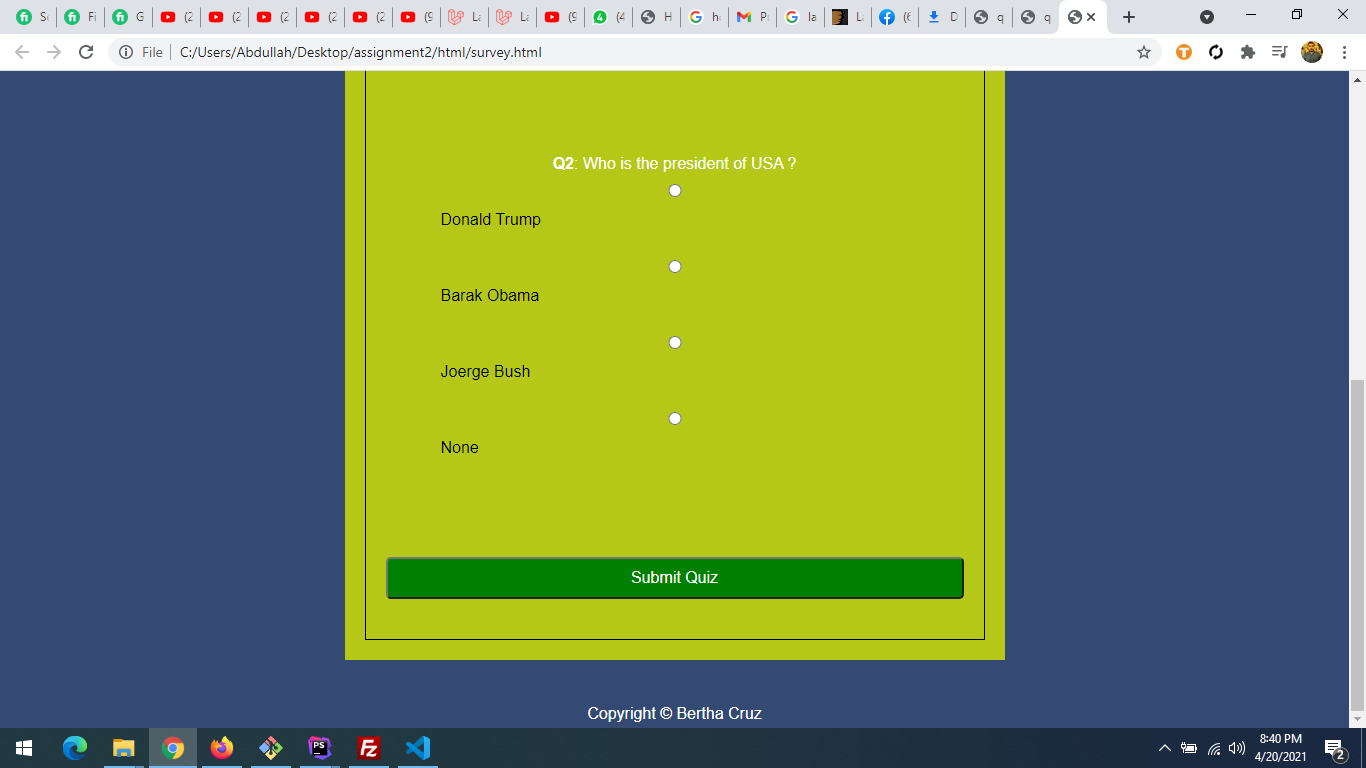 File
C:/Users/Abdullah/Desktop/assignment2/html/survey.html
Q2: Who is the president of USA ?
Donald Trump
Barak Obama
Joerge Bush
None
Submit Quiz
Copyright © Bertha Cruz
8:40 PM
4/20/2021
2